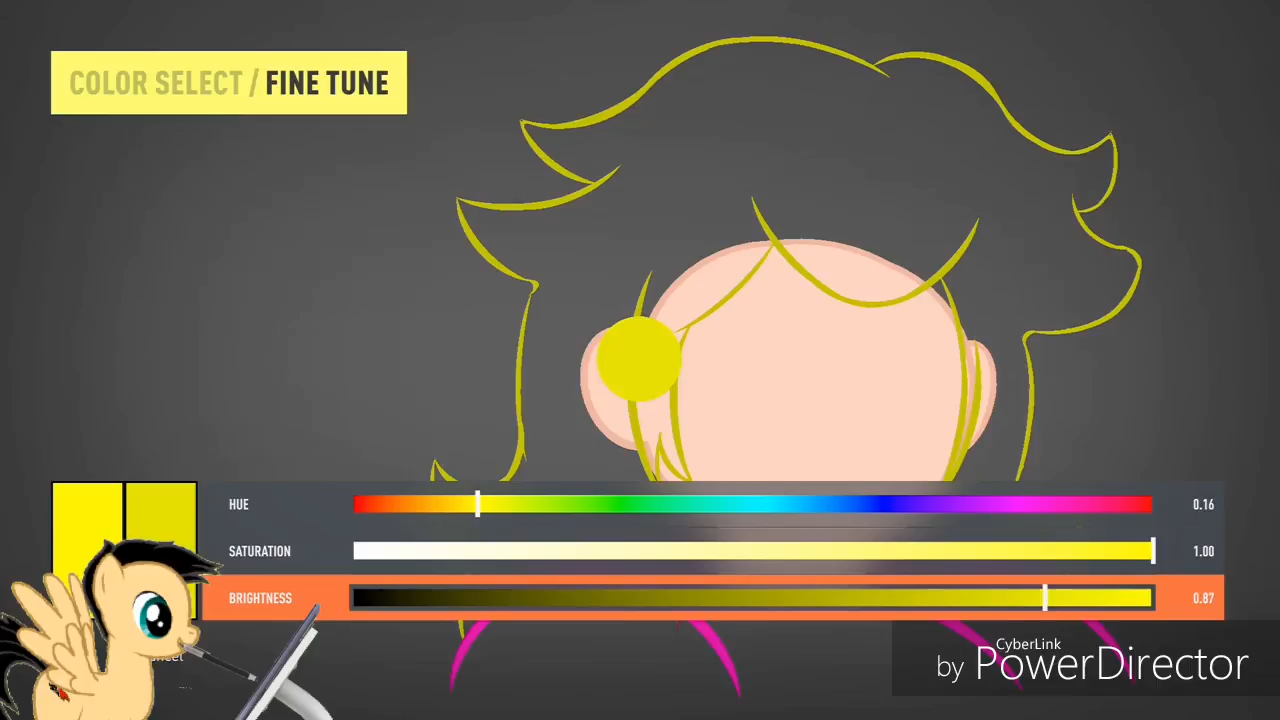 COLOR SELECT / FINE TUNE
HUE 0.16
SATURATION 1.00
BRIGHTNESS 0.87
CyberLink
by PowerDirector